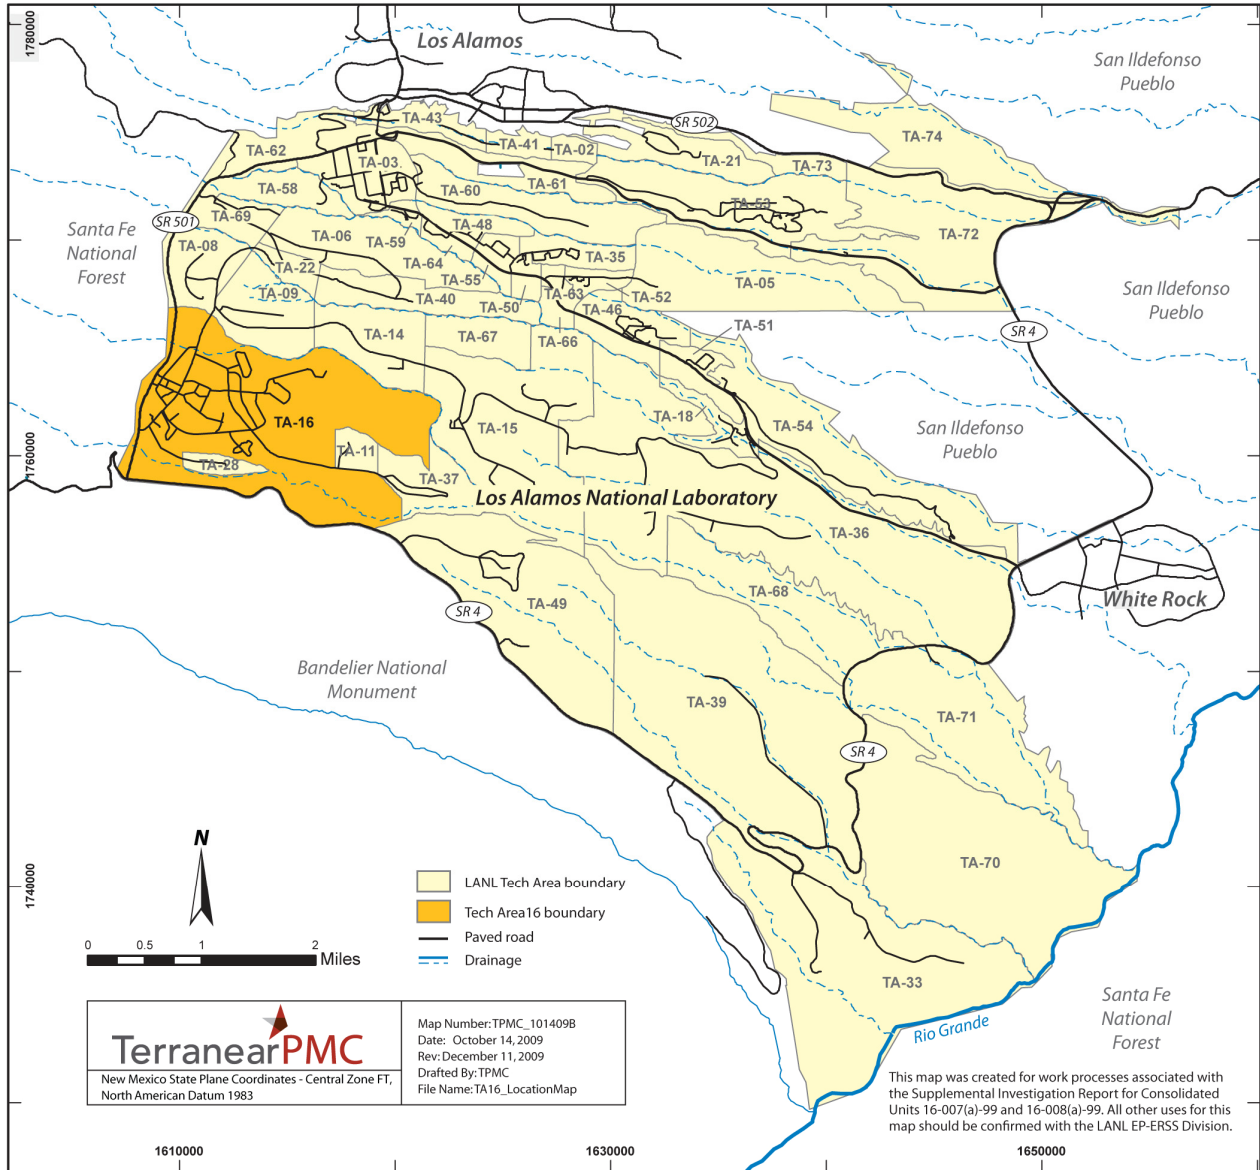 1780000
Los Alamos
San Ildefonso
Pueblo
SR 502
TA-43
TA-74
TA-41
TA-02
TA-62
TA-03
TA-21
TA-73
TA-58
TA-60
TA-61
TA-53
SR 501
TA-69
TA-48
TA-72
Santa Fe
National
Forest
TA-08
TA-06
TA-59
TA-22
TA-64
TA-35
TA-05
TA-09
TA-55
TA-40
TA-50
TA-63
TA-52
TA-46
San Ildefonso
Pueblo
TA-14
TA-67
TA-66
TA-51
SR 4
TA-16
TA-15
TA-18
TA-54
San Ildefonso
Pueblo
TA-11
TA-28
TA-37
1760000
Los Alamos National Laboratory
TA-36
TA-68
TA-49
SR 4
White Rock
Bandelier National
Monument
TA-39
TA-71
SR 4
TA-70
1740000
N
0 0.5 1 2
Miles
LANL Tech Area boundary
Tech Area16 boundary
Paved road
Drainage
TA-33
Rio Grande
Santa Fe
National
Forest
TerranearPMC
New Mexico State Plane Coordinates - Central Zone FT,
North American Datum 1983
Map Number:TPMC_101409B
Date: October 14, 2009
Rev: December 11, 2009
Drafted By: TPMC
File Name: TA16_LocationMap
This map was created for work processes associated with
the Supplemental Investigation Report for Consolidated
Units 16-007(a)-99 and 16-008(a)-99. All other uses for this
map should be confirmed with the LANL EP-ERSS Division.
1610000 1630000 1650000